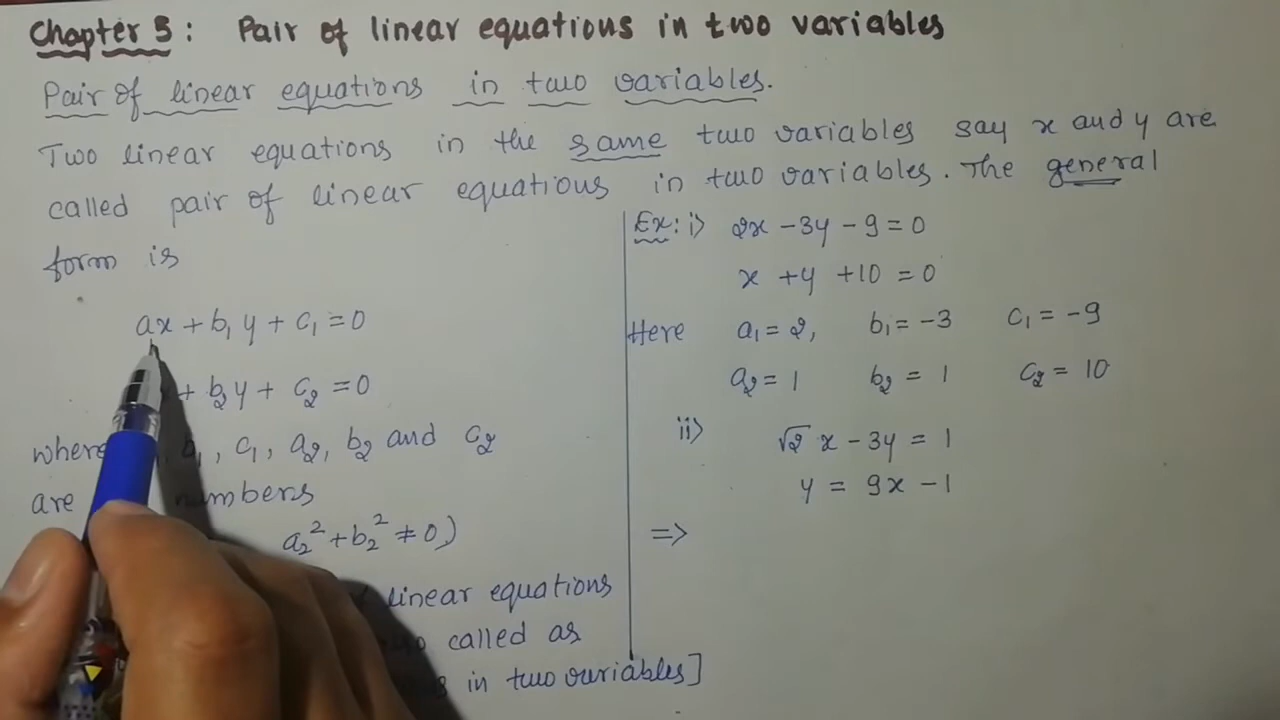 Chapter 3: Pair of linear equations in two variables
Pair of linear equations in two variables.
Two linear equations in the same two variables say x and y are
called pair of linear equations in two variables. The general
form is
ax + b₁y + c₁ = 0
+ b₂y + c₂ = 0
where b₁, c₁, a₂, b₂ and c₂
are numbers
a₂² + b₂² ≠ 0)
linear equations
called as
in two variables]
Ex: i) 2x - 3y - 9 = 0
x + y + 10 = 0
Here a₁ = 2, b₁ = -3 c₁ = -9
a₂ = 1 b₂ = 1 c₂ = 10
ii) √2 x - 3y = 1
y = 9x - 1
=>